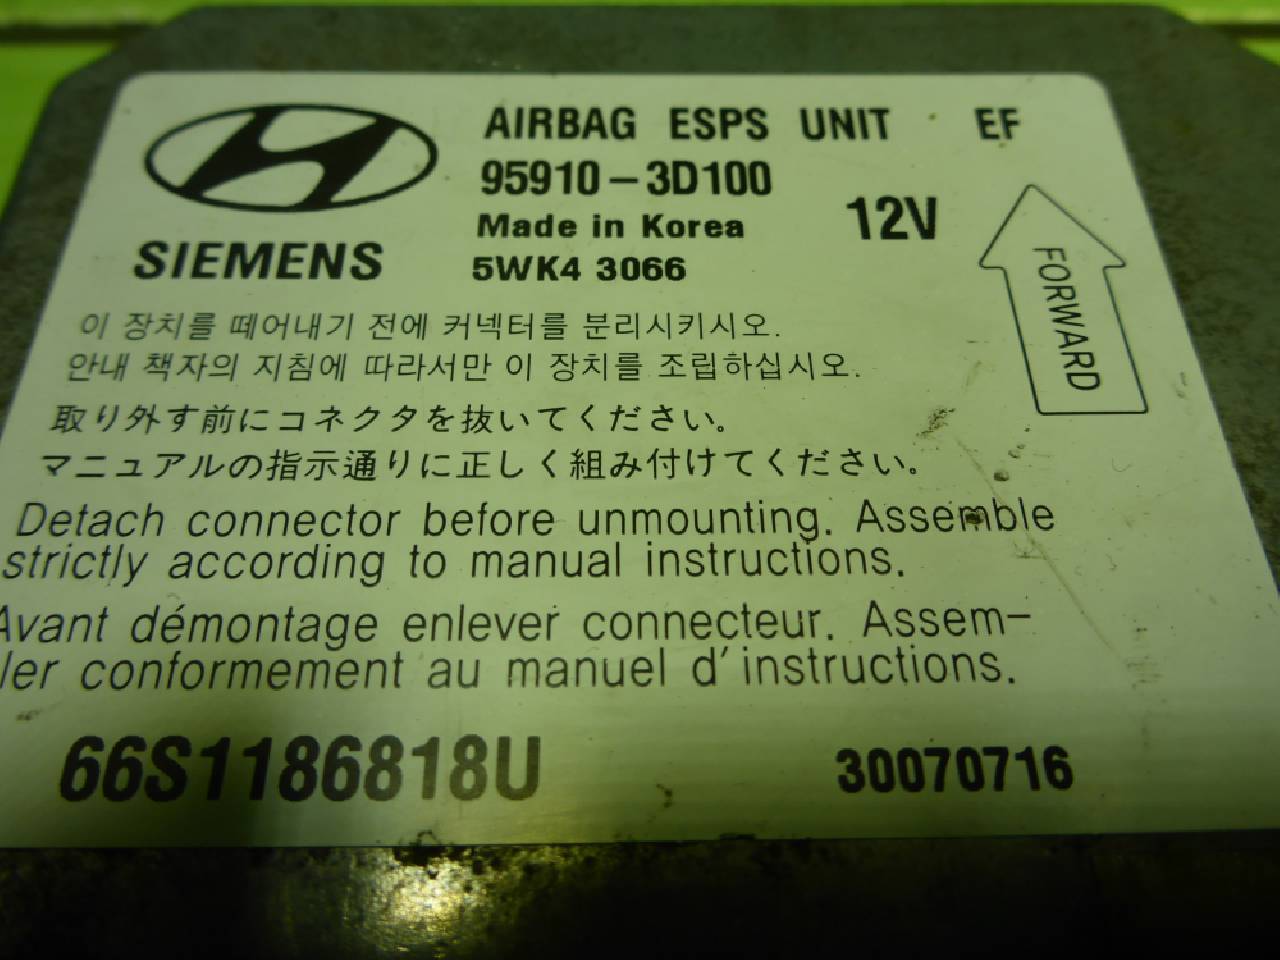 AIRBAG ESPS UNIT EF
95910-3D100
Made in Korea
12V
SIEMENS
5WK4 3066
FORWARD
이 장치를 떼어내기 전에 커넥터를 분리시키시오.
안내 책자의 지침에 따라서만 이 장치를 조립하십시오.
取り外す前にコネクタを抜いてください。
マニュアルの指示通りに正しく組み付けてください。
Detach connector before unmounting. Assemble
strictly according to manual instructions.
Avant démontage enlever connecteur. Assem-
ler conformement au manuel d'instructions.
66S1186818U
30070716